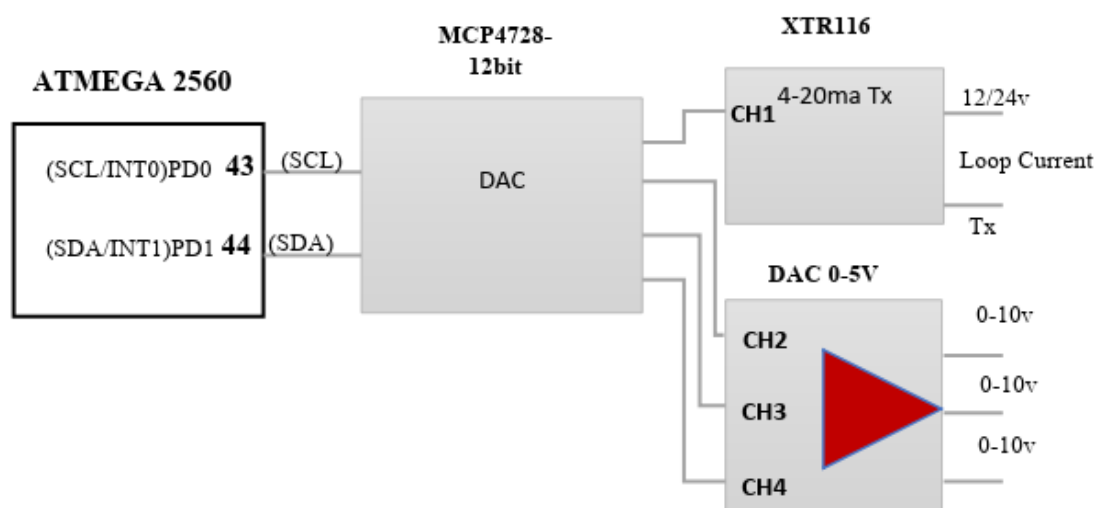 ATMEGA 2560
(SCL/INT0)PD0 43
(SDA/INT1)PD1 44
(SCL)
(SDA)
MCP4728-
12bit
DAC
XTR116
4-20ma Tx
CH1
12/24v
Loop Current
Tx
DAC 0-5V
CH2
CH3
CH4
0-10v
0-10v
0-10v